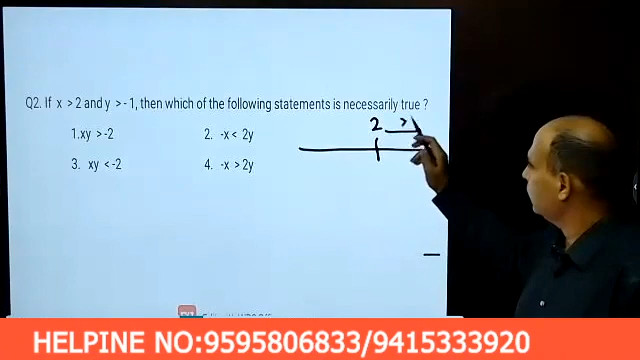 Q2. If x > 2 and y > -1, then which of the following statements is necessarily true ?
1.xy > -2
2. -x < 2y
3. xy < -2
4. -x > 2y
2 >
HELPINE NO:9595806833/9415333920